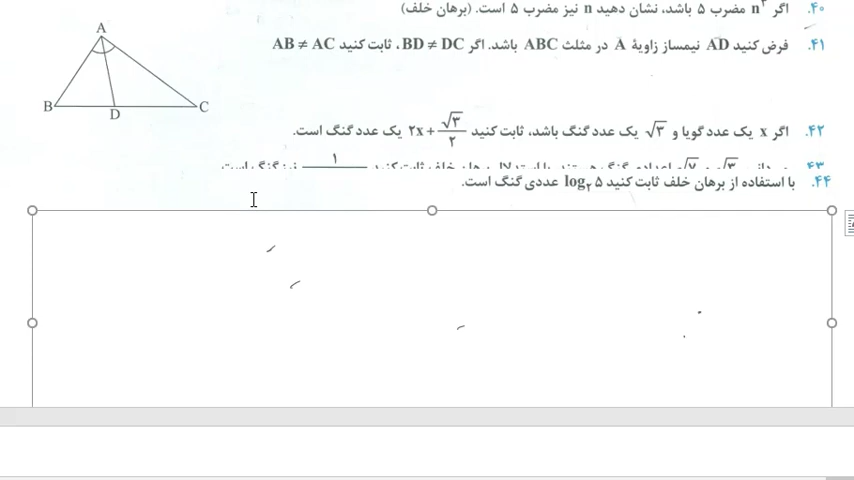 ۴۰. اگر n۲ مضرب ۵ باشد، نشان دهید n نیز مضرب ۵ است. (برهان خلف)
۴۱. فرض کنید AD نیمساز زاویهٔ A در مثلث ABC باشد. اگر BD ≠ DC، ثابت کنید AB ≠ AC
A
B
D
C
۴۲. اگر x یک عدد گویا و √۳ یک عدد گنگ باشد، ثابت کنید ۲x + √۳/۲ یک عدد گنگ است.
۴۳.
۴۴. با استفاده از برهان خلف ثابت کنید log₂ ۵ عددی گنگ است.